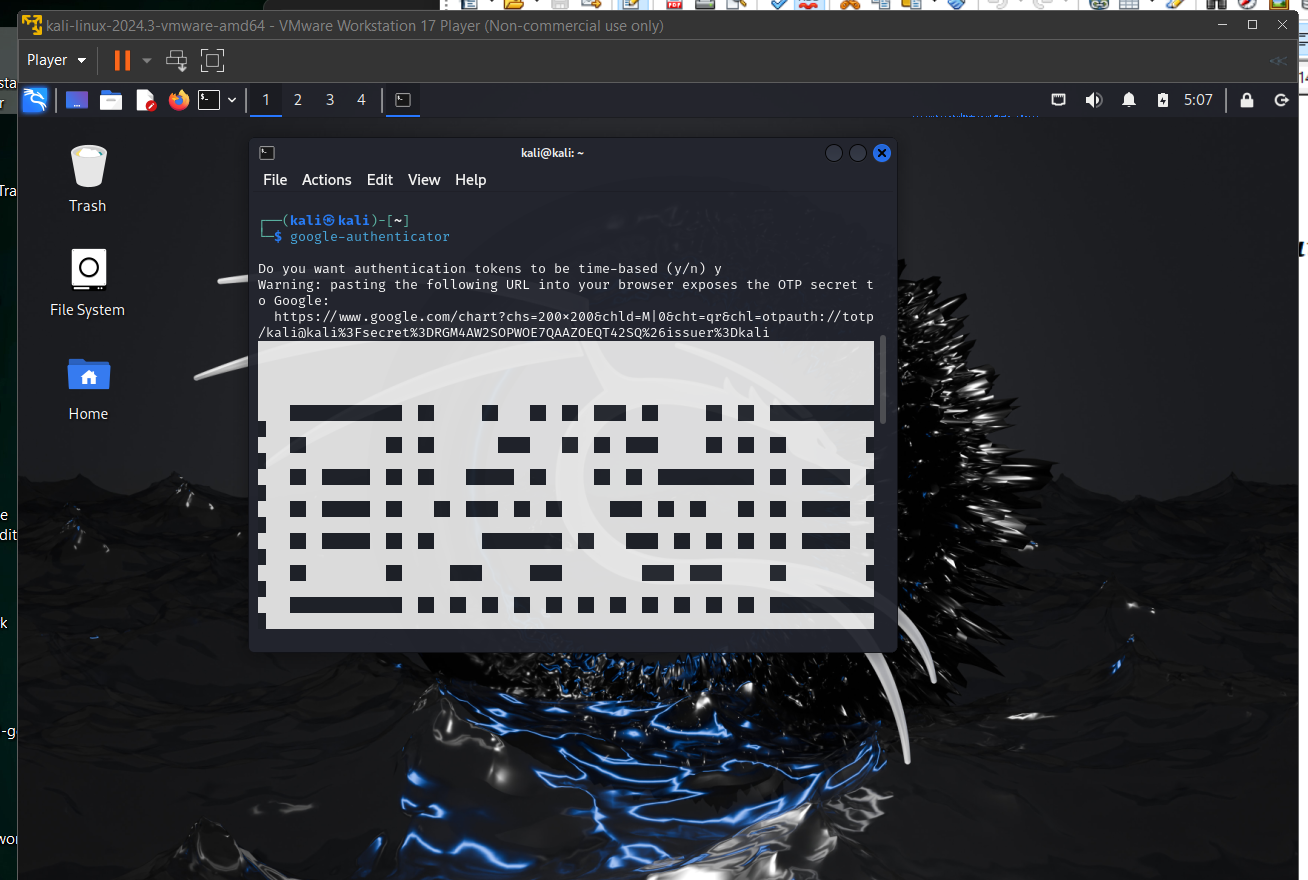 kali-linux-2024.3-vmware-amd64 - VMware Workstation 17 Player (Non-commercial use only)
Player
1 2 3 4 5:07
kali@kali: ~
File Actions Edit View Help
Trash
File System
Home
┌──(kali㉿kali)-[~]
└─$ google-authenticator
Do you want authentication tokens to be time-based (y/n) y
Warning: pasting the following URL into your browser exposes the OTP secret t
o Google:
https://www.google.com/chart?chs=200×200&chld=M|0&cht=qr&chl=otpauth://totp
/kali@kali%3Fsecret%3DRGM4AW2SOPWOE7QAAZOEQT42SQ%26issuer%3Dkali